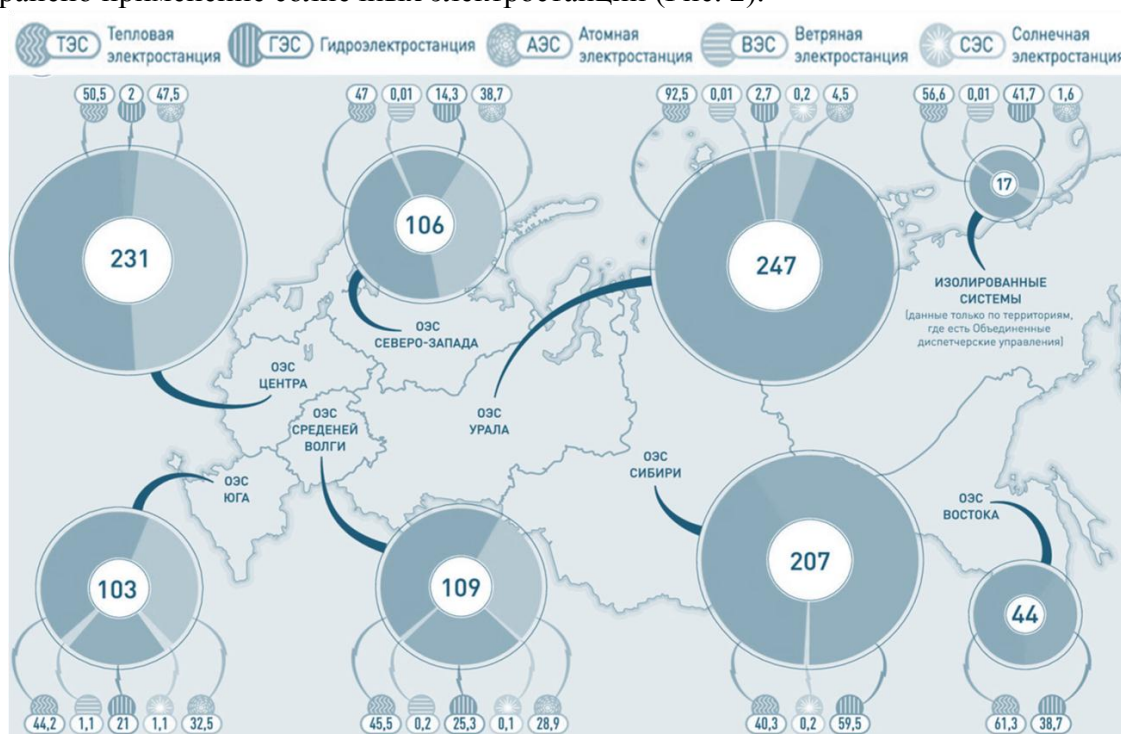 применение солнечных электростанций (Рис. 2).
ТЭС Тепловая электростанция
ГЭС Гидроэлектростанция
АЭС Атомная электростанция
ВЭС Ветряная электростанция
СЭС Солнечная электростанция
50,5 2 47,5
231
ОЭС
ЦЕНТРА
47 0,01 14,3 38,7
106
ОЭС
СЕВЕРО-ЗАПАДА
92,5 0,01 2,7 0,2 4,5
247
ОЭС
УРАЛА
56,6 0,01 41,7 1,6
17
ИЗОЛИРОВАННЫЕ
СИСТЕМЫ
(данные только по территориям,
где есть Объединенные
диспетчерские управления)
ОЭС
ЮГА
103
44,2 1,1 21 1,1 32,5
ОЭС
СРЕДЕНЕЙ
ВОЛГИ
109
45,5 0,2 25,3 0,1 28,9
ОЭС
СИБИРИ
207
40,3 0,2 59,5
ОЭС
ВОСТОКА
44
61,3 38,7